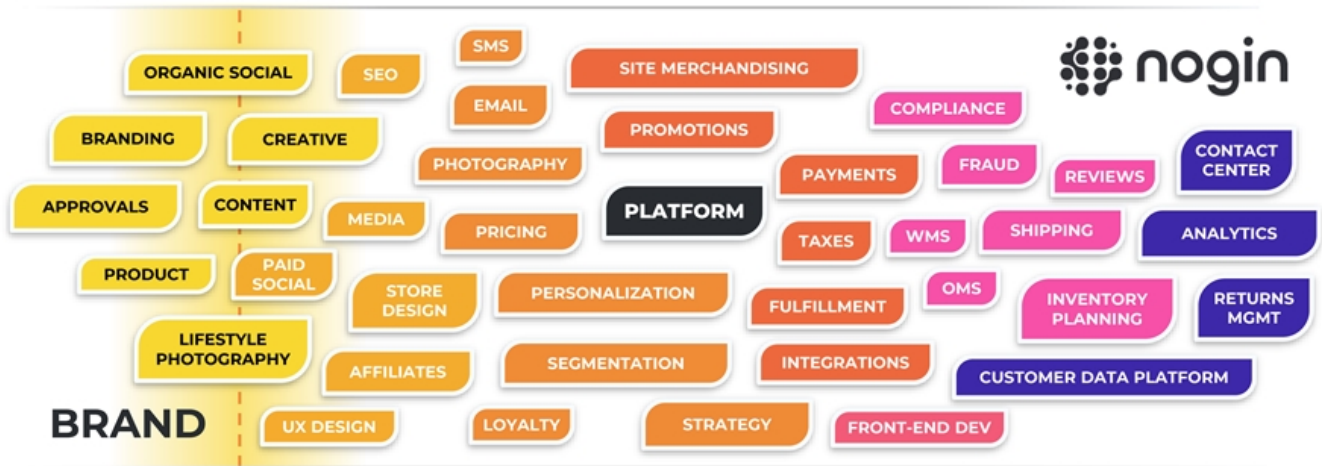 SMS
ORGANIC SOCIAL
SEO
SITE MERCHANDISING
nogin
EMAIL
COMPLIANCE
BRANDING
CREATIVE
PROMOTIONS
PHOTOGRAPHY
PAYMENTS
FRAUD
REVIEWS
CONTACT
CENTER
APPROVALS
CONTENT
MEDIA
PRICING
PLATFORM
TAXES
WMS
SHIPPING
ANALYTICS
PRODUCT
PAID
SOCIAL
STORE
DESIGN
PERSONALIZATION
FULFILLMENT
OMS
INVENTORY
PLANNING
RETURNS
MGMT
LIFESTYLE
PHOTOGRAPHY
AFFILIATES
SEGMENTATION
INTEGRATIONS
CUSTOMER DATA PLATFORM
BRAND
UX DESIGN
LOYALTY
STRATEGY
FRONT-END DEV